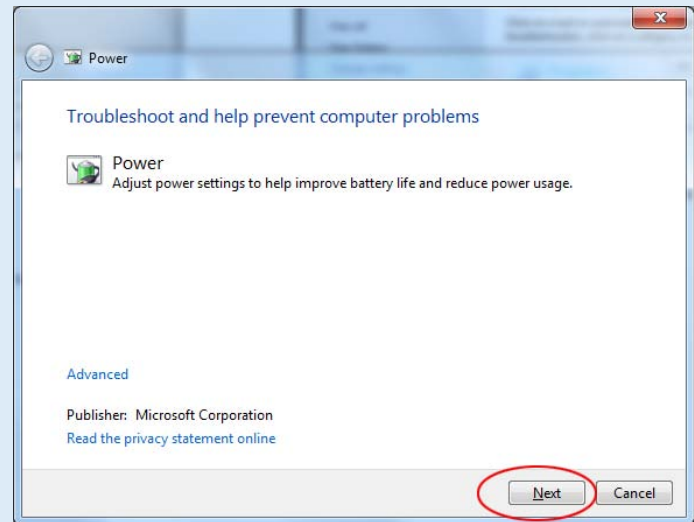 Power
Troubleshoot and help prevent computer problems
Power
Adjust power settings to help improve battery life and reduce power usage.
Advanced
Publisher: Microsoft Corporation
Read the privacy statement online
Next
Cancel